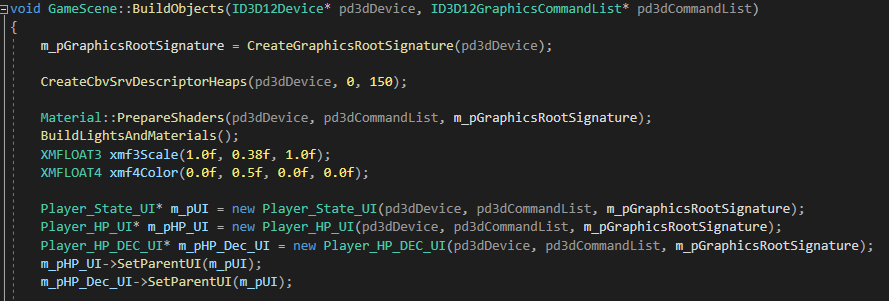 void GameScene::BuildObjects(ID3D12Device* pd3dDevice, ID3D12GraphicsCommandList* pd3dCommandList)
{
m_pGraphicsRootSignature = CreateGraphicsRootSignature(pd3dDevice);
CreateCbvSrvDescriptorHeaps(pd3dDevice, 0, 150);
Material::PrepareShaders(pd3dDevice, pd3dCommandList, m_pGraphicsRootSignature);
BuildLightsAndMaterials();
XMFLOAT3 xmf3Scale(1.0f, 0.38f, 1.0f);
XMFLOAT4 xmf4Color(0.0f, 0.5f, 0.0f, 0.0f);
Player_State_UI* m_pUI = new Player_State_UI(pd3dDevice, pd3dCommandList, m_pGraphicsRootSignature);
Player_HP_UI* m_pHP_UI = new Player_HP_UI(pd3dDevice, pd3dCommandList, m_pGraphicsRootSignature);
Player_HP_DEC_UI* m_pHP_Dec_UI = new Player_HP_DEC_UI(pd3dDevice, pd3dCommandList, m_pGraphicsRootSignature);
m_pHP_UI->SetParentUI(m_pUI);
m_pHP_Dec_UI->SetParentUI(m_pUI);